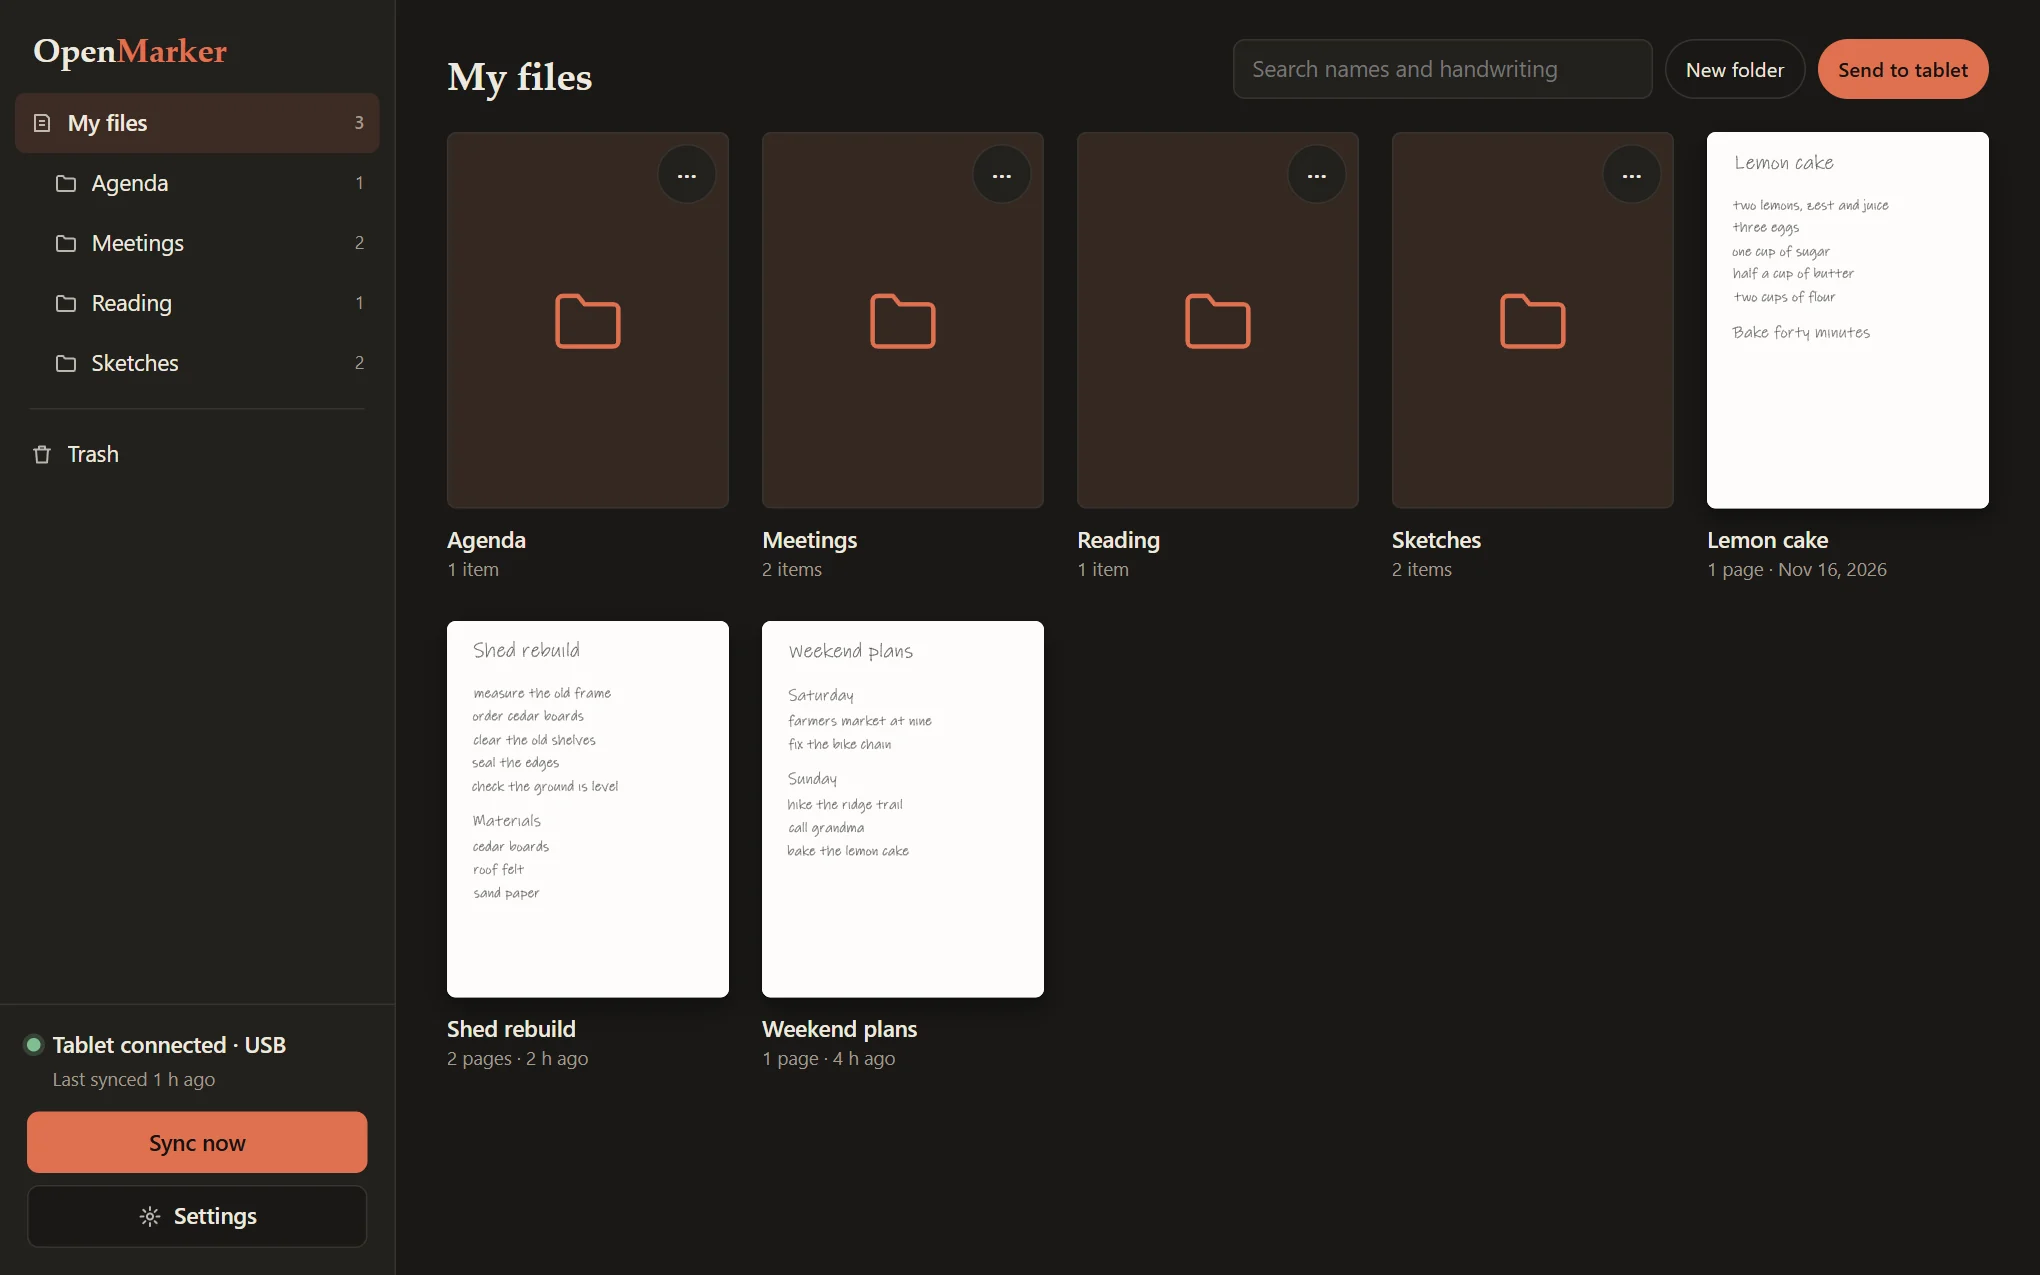 OpenMarker
My files 3
Agenda 1
Meetings 2
Reading 1
Sketches 2
Trash
Tablet connected · USB
Last synced 1 h ago
Sync now
Settings
My files
Search names and handwriting
New folder
Send to tablet
...
...
...
...
Agenda
1 item
Meetings
2 items
Reading
1 item
Sketches
2 items
Lemon cake
two lemons, zest and juice
three eggs
one cup of sugar
half a cup of butter
two cups of flour
Bake forty minutes
Lemon cake
1 page · Nov 16, 2026
Shed rebuild
measure the old frame
order cedar boards
clear the old shelves
seal the edges
check the ground is level
Materials
cedar boards
roof felt
sand paper
Shed rebuild
2 pages · 2 h ago
Weekend plans
Saturday
farmers market at nine
fix the bike chain
Sunday
hike the ridge trail
call grandma
bake the lemon cake
Weekend plans
1 page · 4 h ago